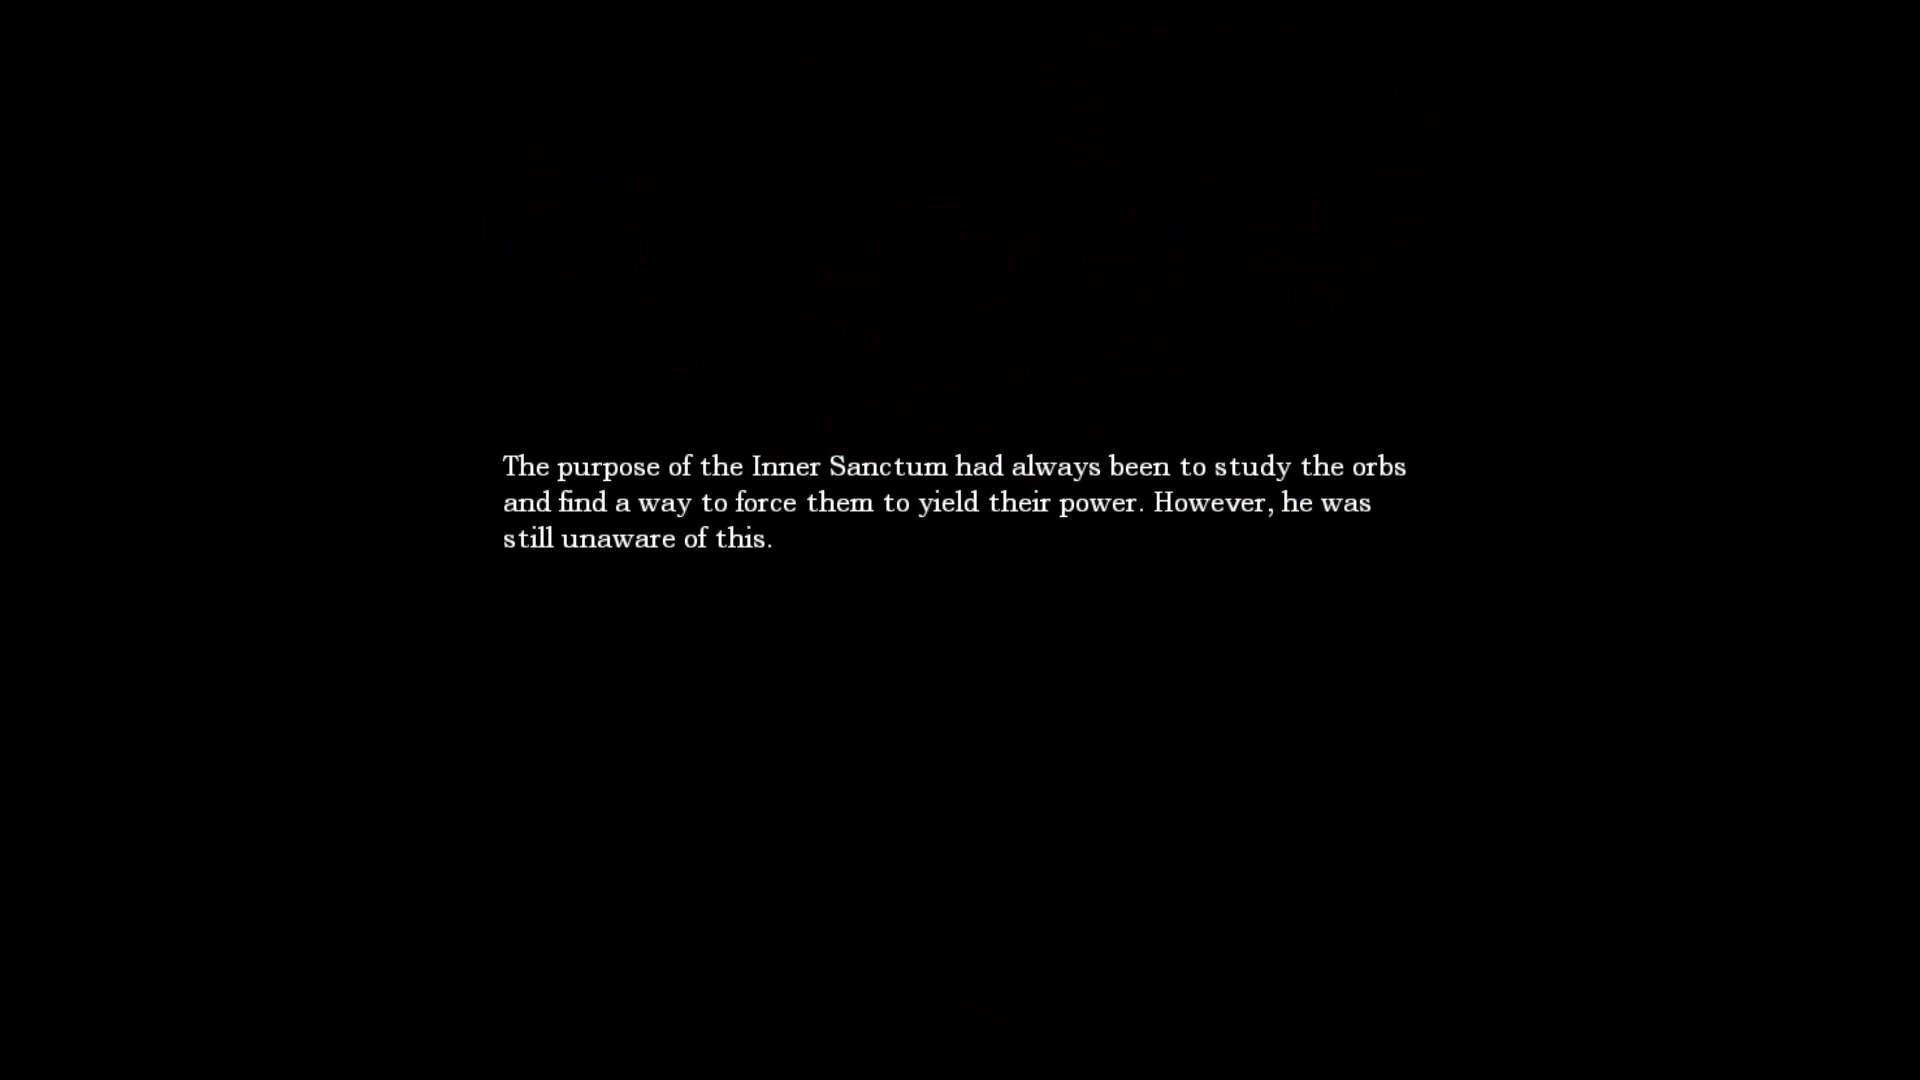 The purpose of the Inner Sanctum had always been to study the orbs
and find a way to force them to yield their power. However, he was
still unaware of this.